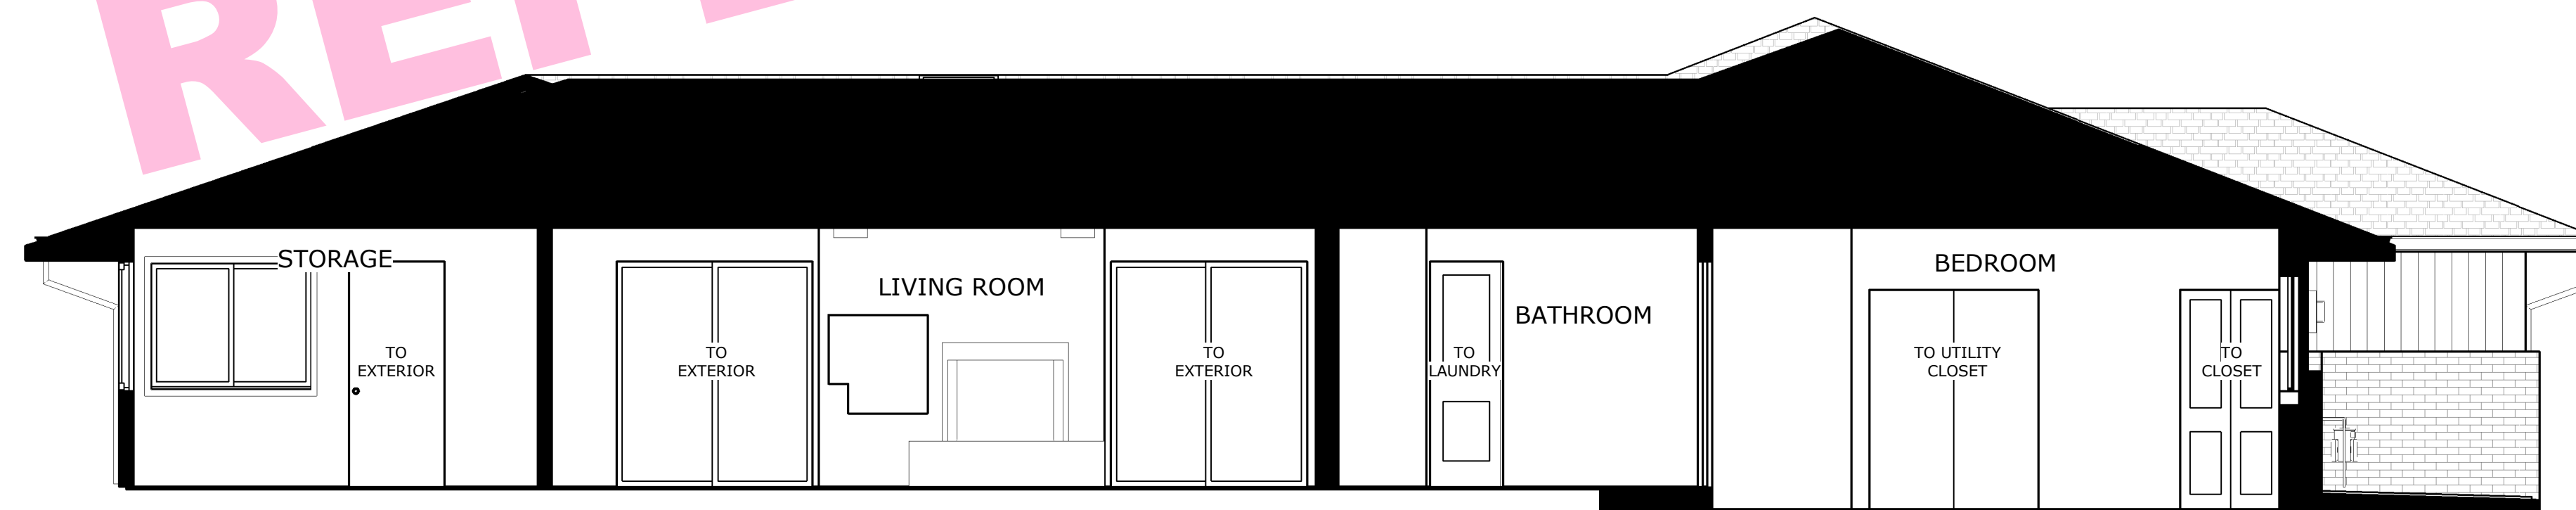 STORAGE
LIVING ROOM
BATHROOM
BEDROOM
TO
EXTERIOR
TO
EXTERIOR
TO
EXTERIOR
TO
LAUNDRY
TO UTILITY
CLOSET
TO
CLOSET